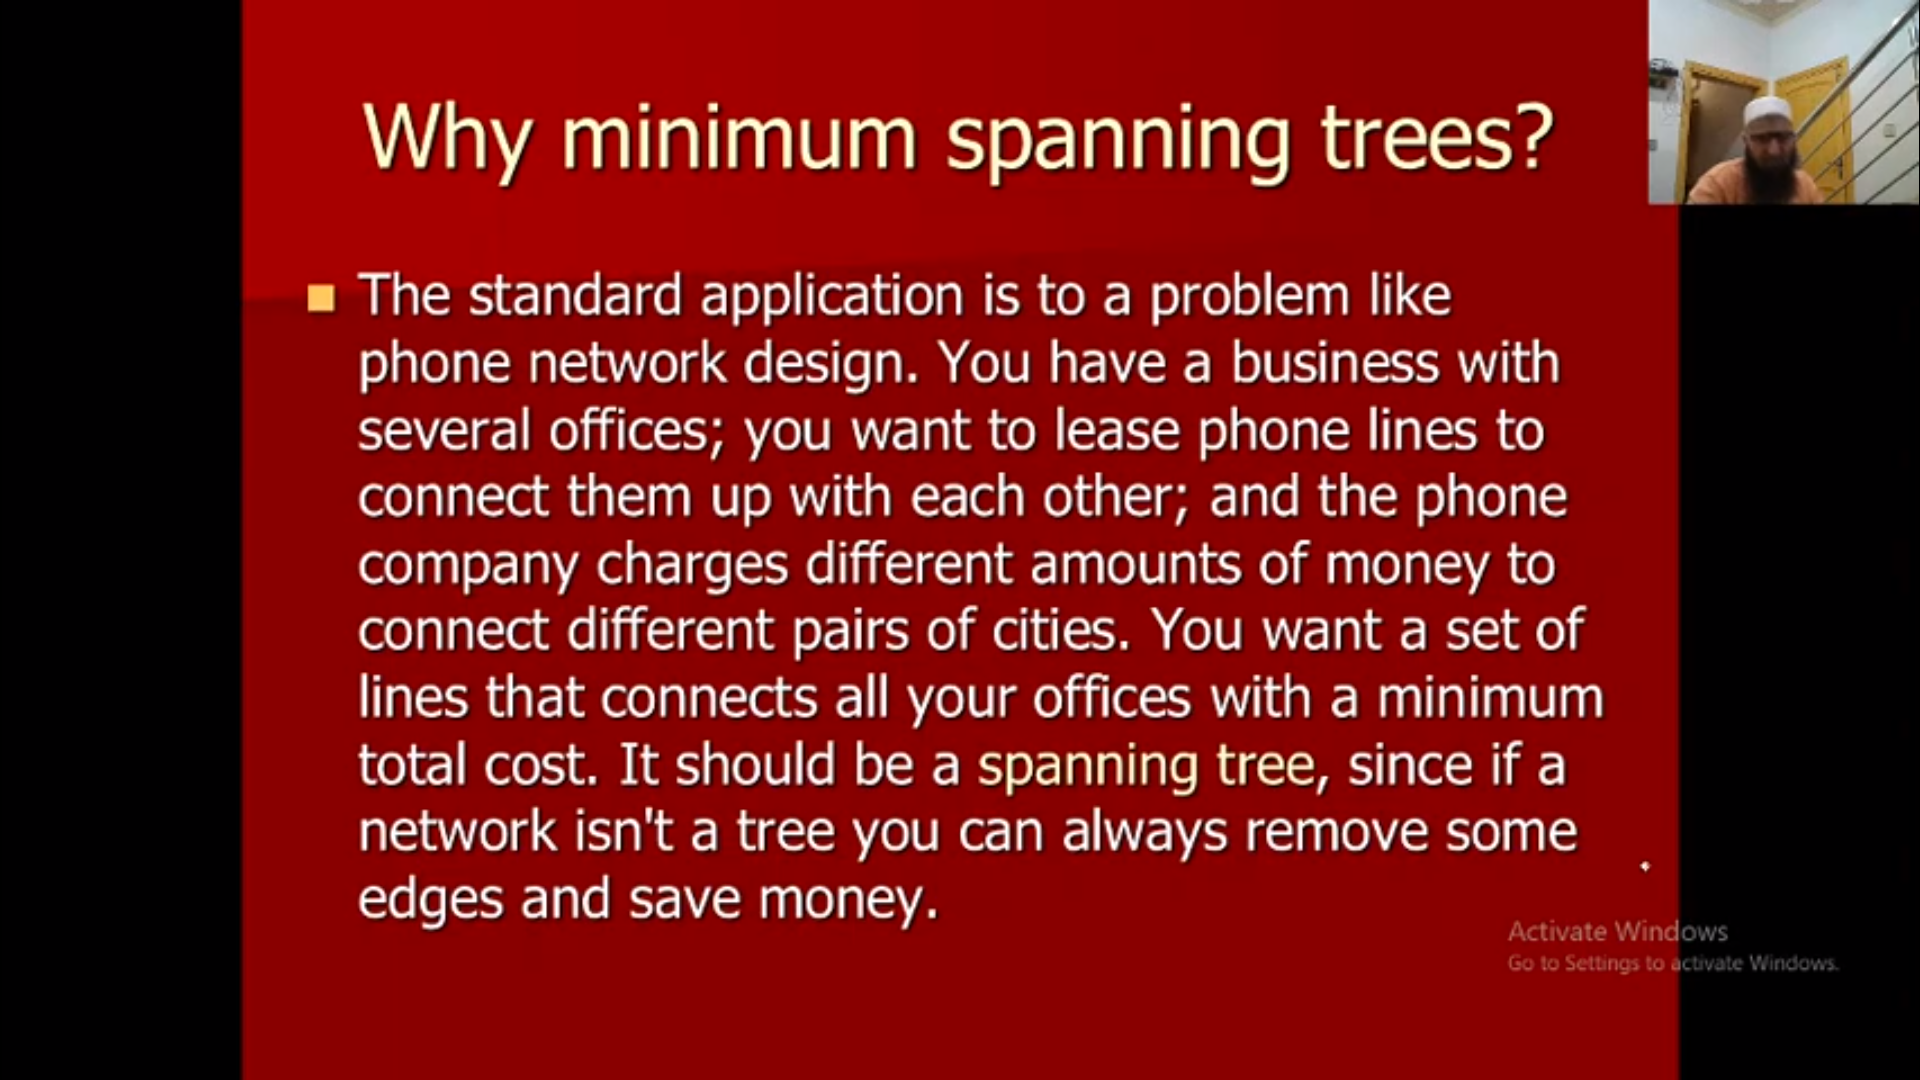 Why minimum spanning trees?
The standard application is to a problem like
phone network design. You have a business with
several offices; you want to lease phone lines to
connect them up with each other; and the phone
company charges different amounts of money to
connect different pairs of cities. You want a set of
lines that connects all your offices with a minimum
total cost. It should be a spanning tree, since if a
network isn't a tree you can always remove some
edges and save money.
Activate Windows
Go to Settings to activate Windows.